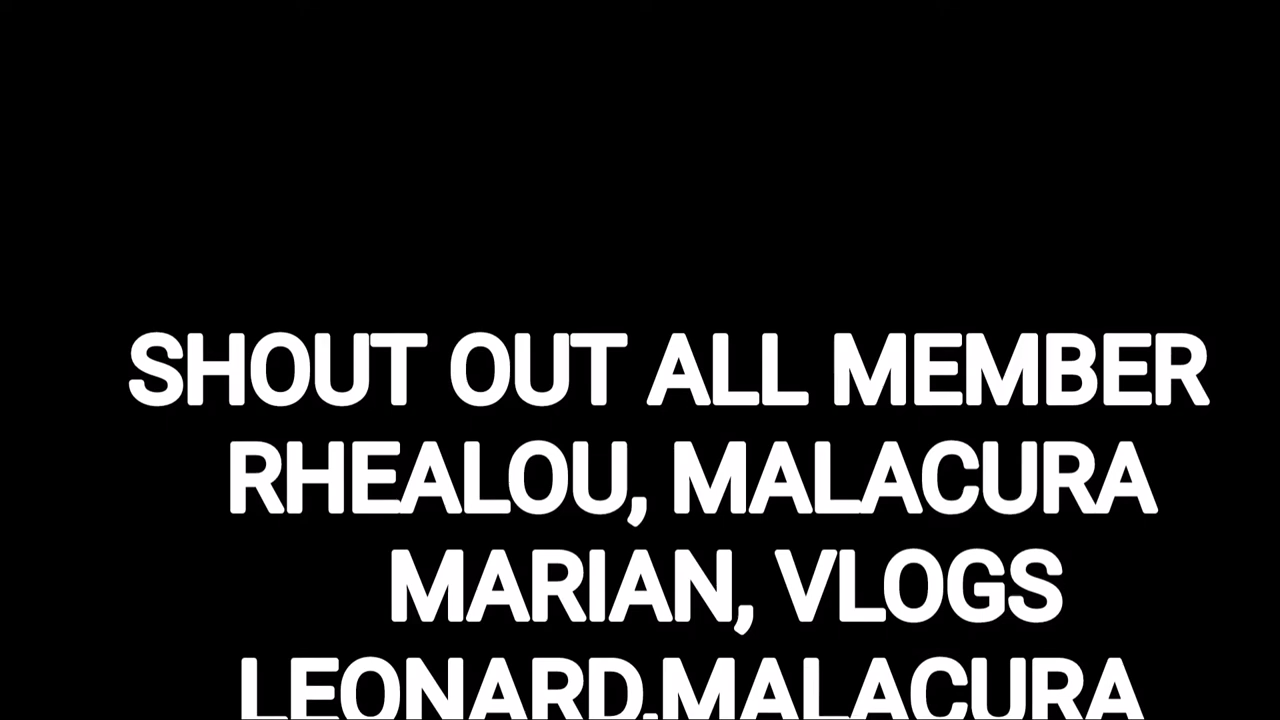 SHOUT OUT ALL MEMBER
RHEALOU, MALACURA
MARIAN, VLOGS
LEONARD,MALACURA